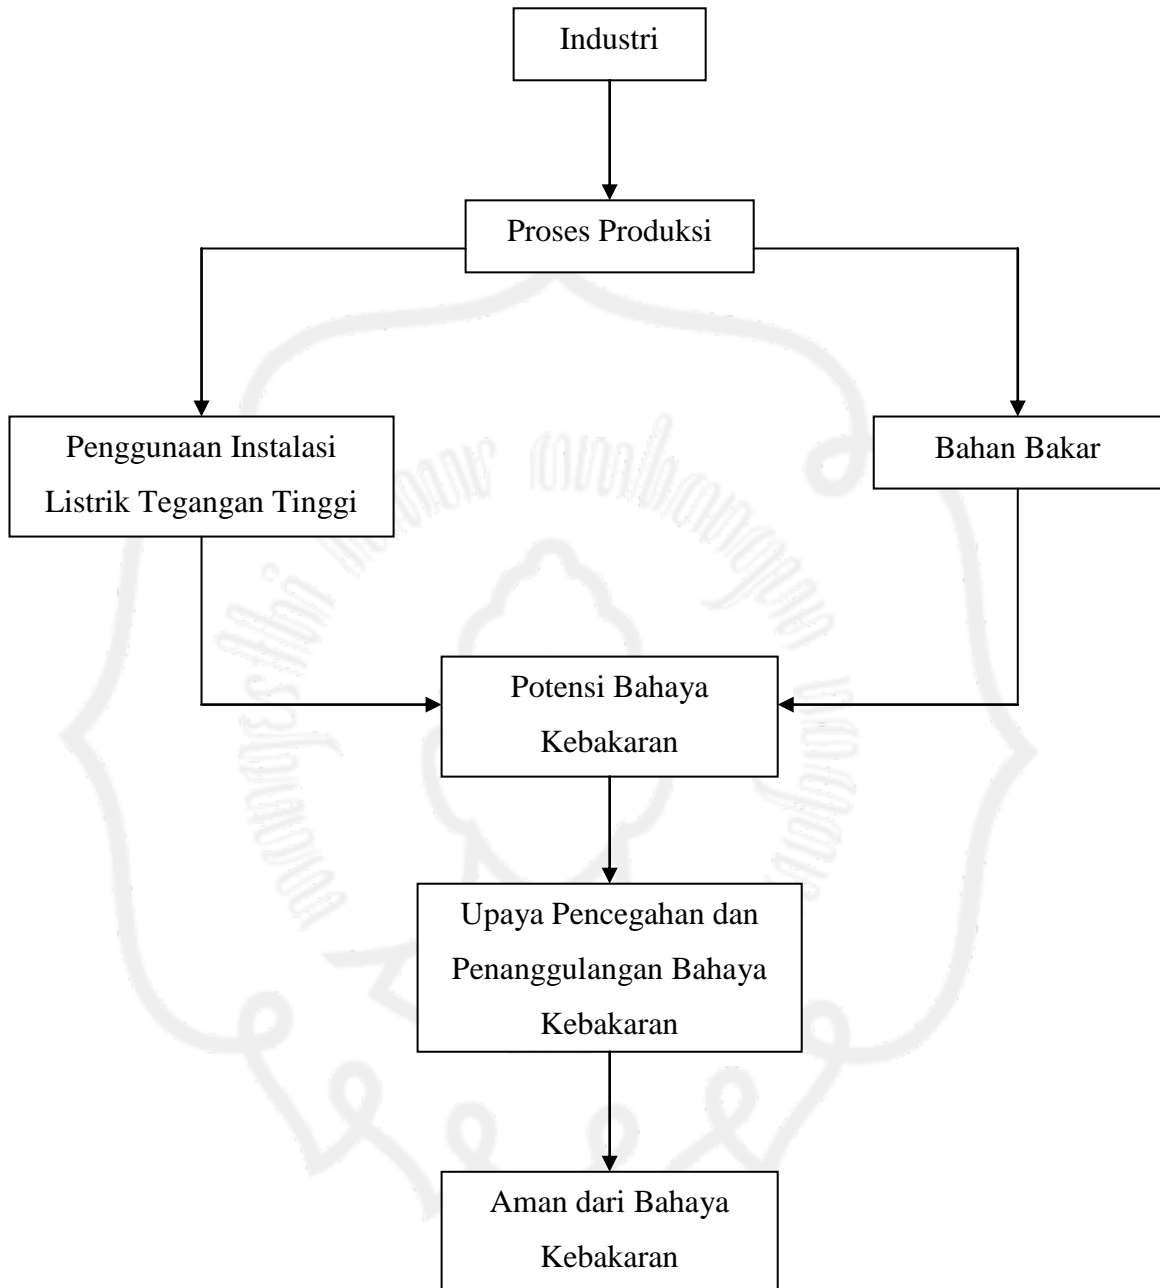 Industri
Proses Produksi
Penggunaan Instalasi
Listrik Tegangan Tinggi
Bahan Bakar
Potensi Bahaya
Kebakaran
Upaya Pencegahan dan
Penanggulangan Bahaya
Kebakaran
Aman dari Bahaya
Kebakaran